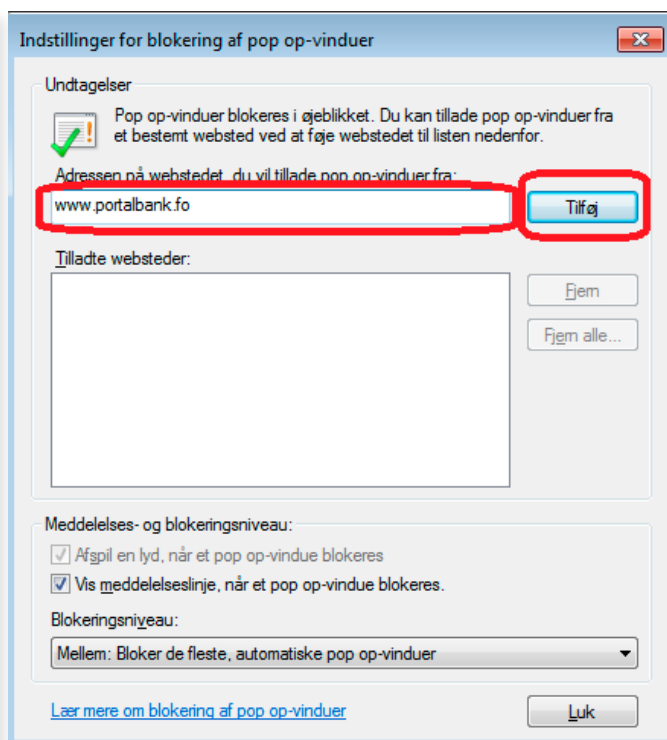 Indstillinger for blokering af pop op-vinduer
Undtagelser
Pop op-vinduer blokeres i øjeblikket. Du kan tillade pop op-vinduer fra
et bestemt websted ved at føje webstedet til listen nedenfor.
Adressen på webstedet, du vil tillade pop op-vinduer fra:
www.portalbank.fo
Tilføj
Tilladte websteder:
Fjern
Fjern alle...
Meddelelses- og blokeringsniveau:
Afspil en lyd, når et pop op-vindue blokeres
Vis meddelelseslinje, når et pop op-vindue blokeres.
Blokeringsniveau:
Mellem: Bloker de fleste, automatiske pop op-vinduer
Lær mere om blokering af pop op-vinduer
Luk